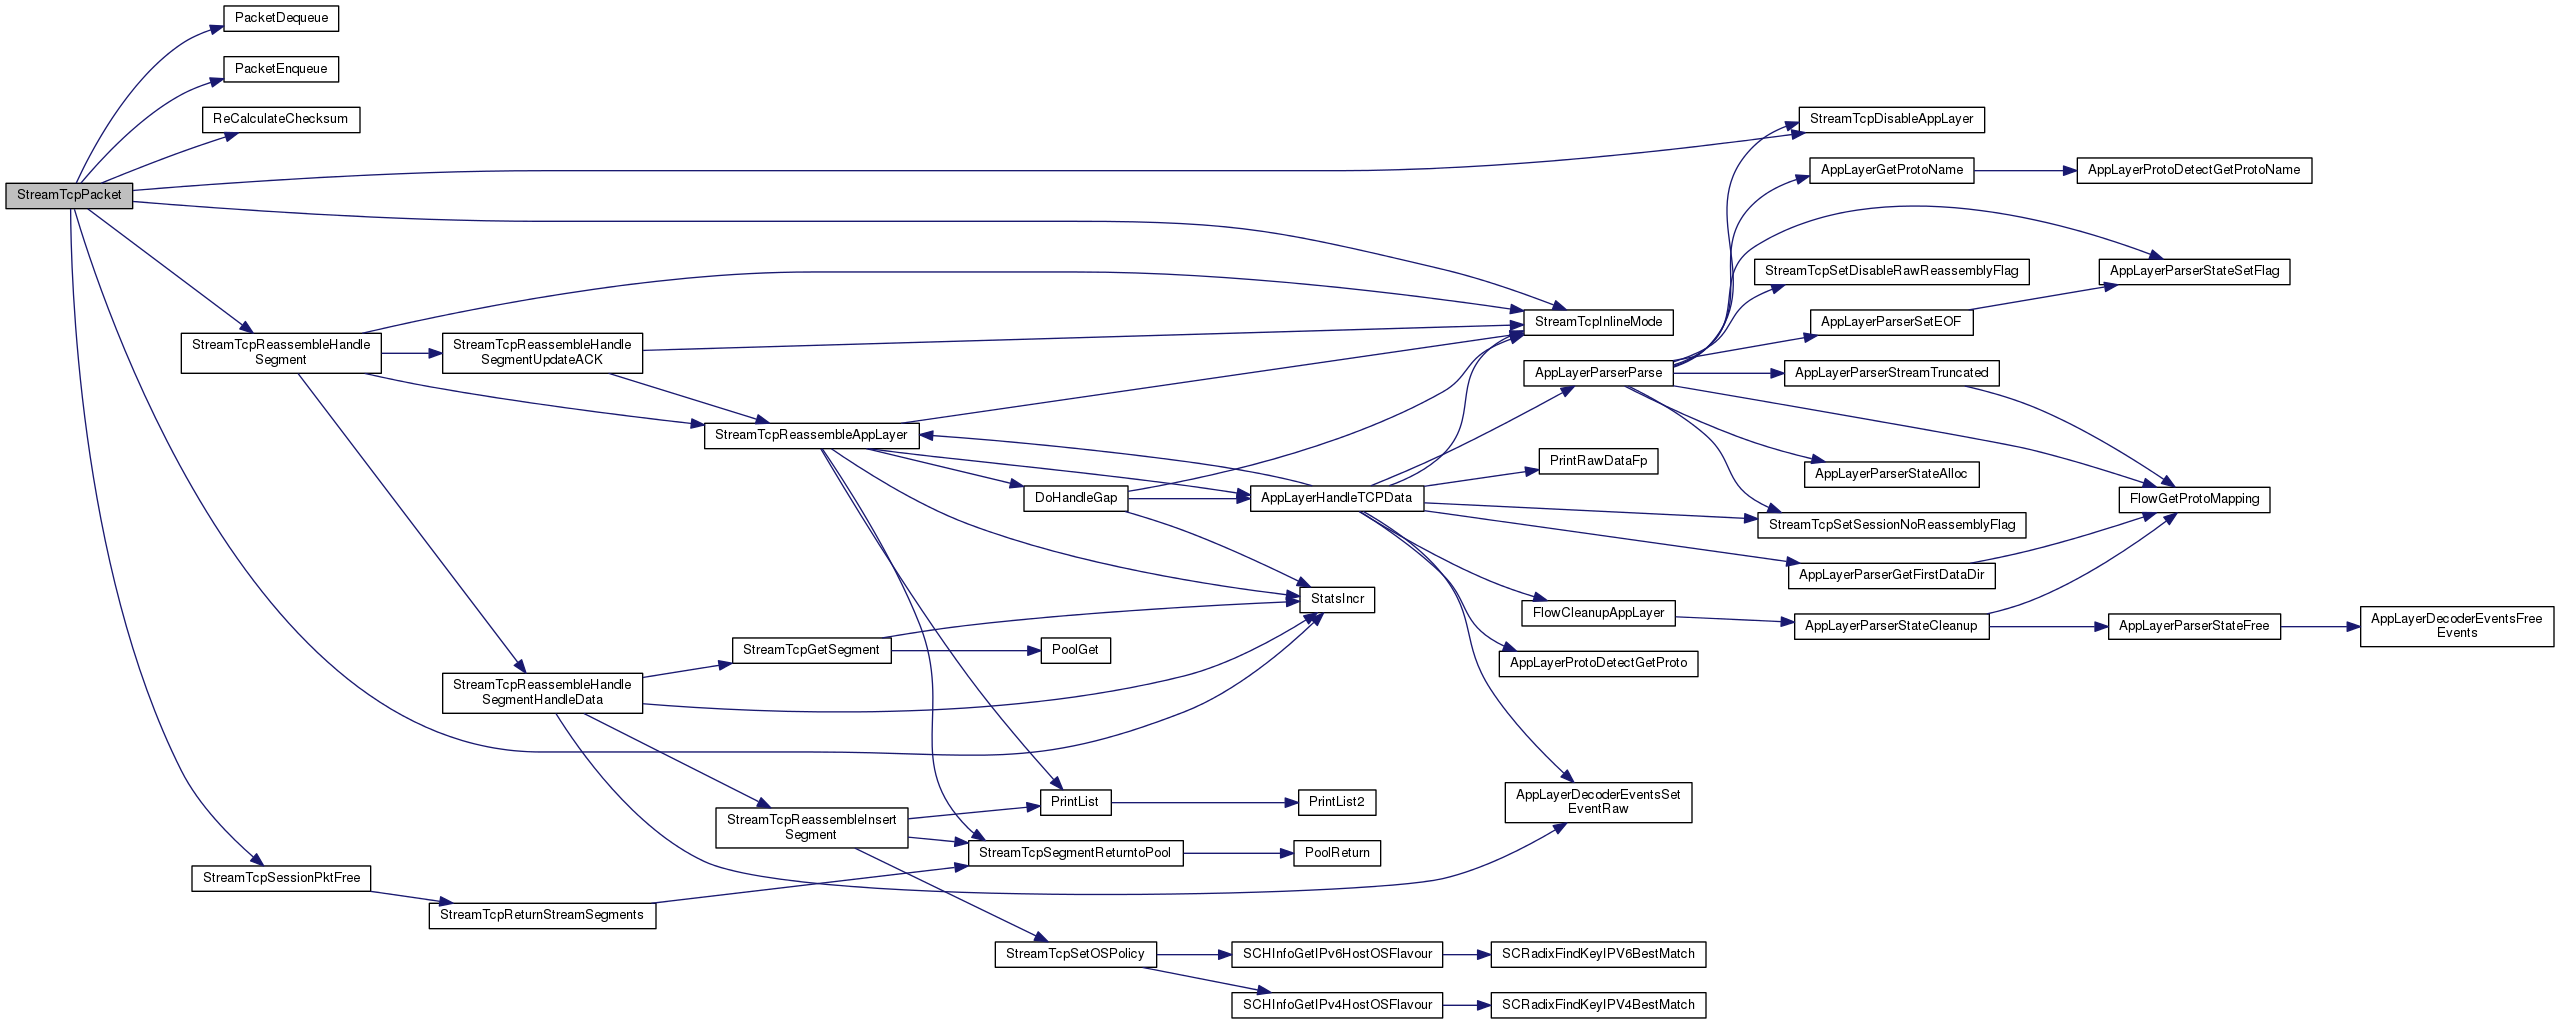 PacketDequeue
PacketEnqueue
ReCalculateChecksum
StreamTcpDisableAppLayer
AppLayerGetProtoName
AppLayerProtoDetectGetProtoName
StreamTcpPacket
StreamTcpSetDisableRawReassemblyFlag
AppLayerParserStateSetFlag
StreamTcpInlineMode
AppLayerParserSetEOF
StreamTcpReassembleHandle
Segment
StreamTcpReassembleHandle
SegmentUpdateACK
AppLayerParserParse
AppLayerParserStreamTruncated
StreamTcpReassembleAppLayer
PrintRawDataFp
AppLayerParserStateAlloc
DoHandleGap
AppLayerHandleTCPData
FlowGetProtoMapping
StreamTcpSetSessionNoReassemblyFlag
AppLayerParserGetFirstDataDir
StatsIncr
FlowCleanupAppLayer
AppLayerParserStateCleanup
AppLayerParserStateFree
AppLayerDecoderEventsFree
Events
StreamTcpGetSegment
PoolGet
AppLayerProtoDetectGetProto
StreamTcpReassembleHandle
SegmentHandleData
PrintList
PrintList2
AppLayerDecoderEventsSet
EventRaw
StreamTcpReassembleInsert
Segment
StreamTcpSegmentReturntoPool
PoolReturn
StreamTcpSessionPktFree
StreamTcpReturnStreamSegments
StreamTcpSetOSPolicy
SCHInfoGetIPv6HostOSFlavour
SCRadixFindKeyIPV6BestMatch
SCHInfoGetIPv4HostOSFlavour
SCRadixFindKeyIPV4BestMatch